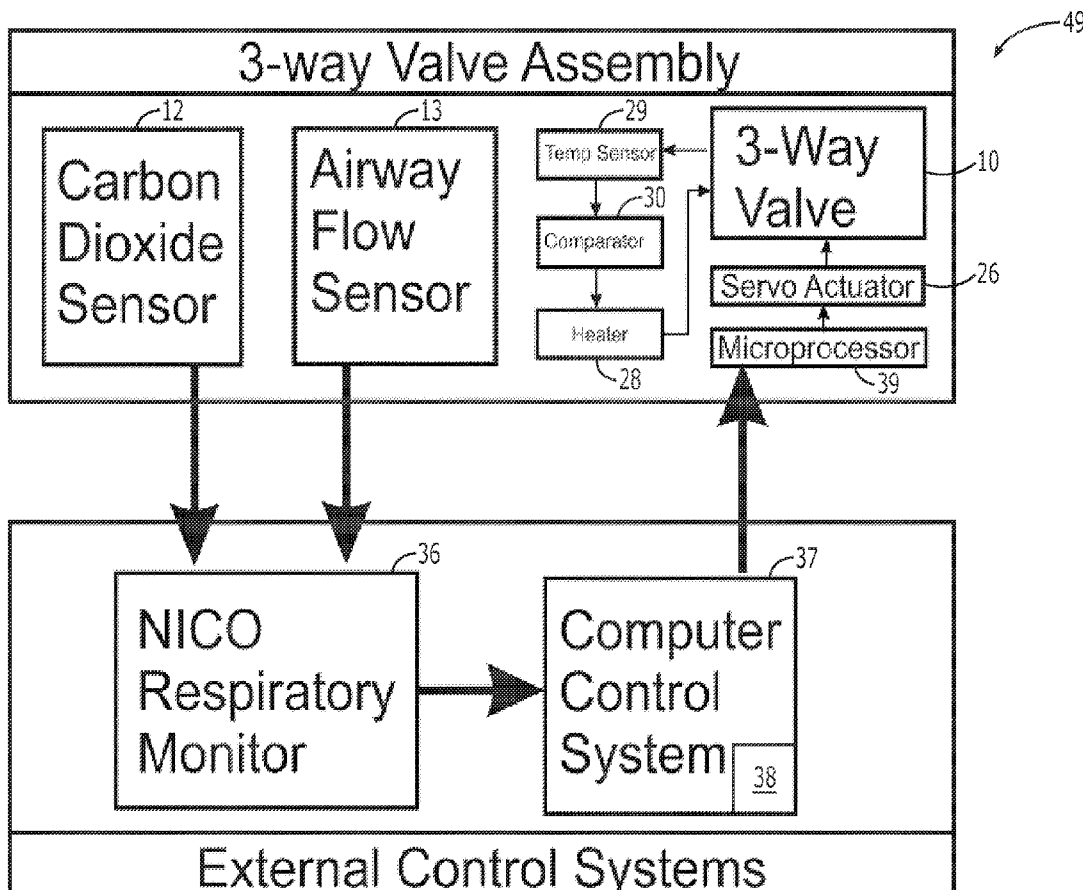 49
3-way Valve Assembly
12
Carbon
Dioxide
Sensor
13
Airway
Flow
Sensor
29
Temp Sensor
30
Comparator
Heater
28
3-Way
Valve
10
Servo Actuator
26
Microprocessor
39
36
NICO
Respiratory
Monitor
37
Computer
Control
System
38
External Control Systems